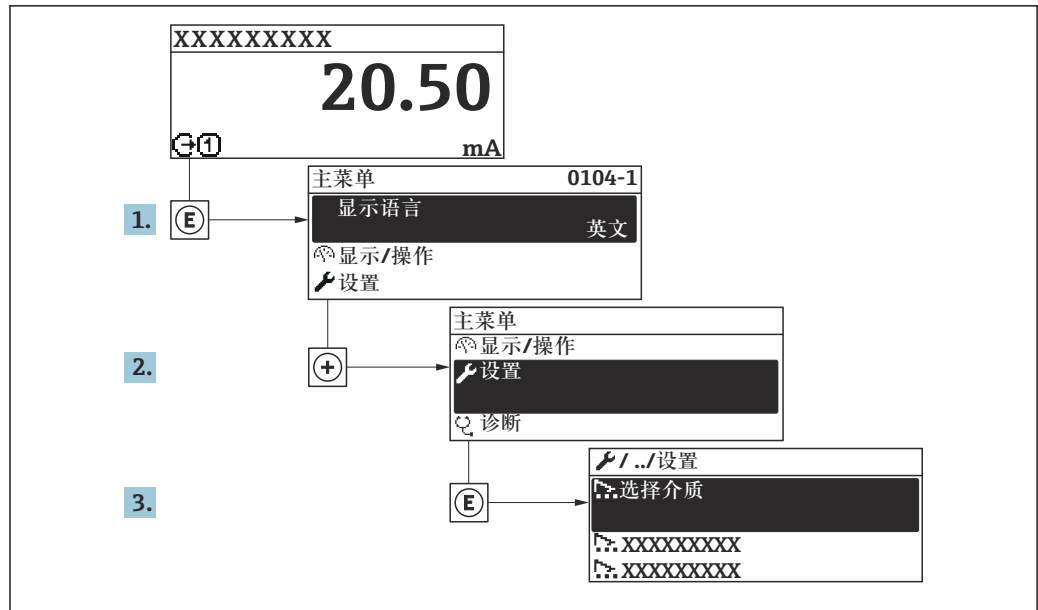 XXXXXXXXX
20.50
1
mA
主菜单 0104-1
显示语言
英文
显示/操作
设置
1.
E
主菜单
显示/操作
设置
诊断
2.
+
/ ../设置
选择介质
XXXXXXXXX
XXXXXXXXX
3.
E